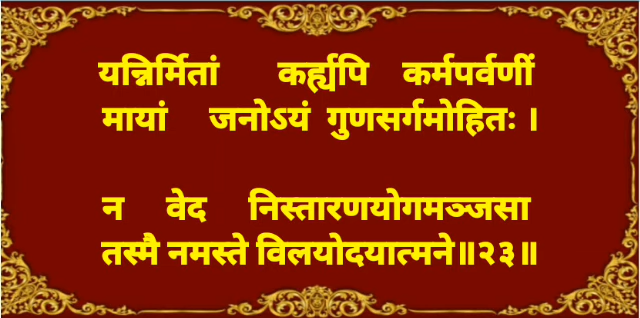 यन्निर्मितां कर्ह्यपि कर्मपर्वणीं
मायां जनोऽयं गुणसर्गमोहितः ।
न वेद निस्तारणयोगमञ्जसा
तस्मै नमस्ते विलयोदयात्मने॥२३॥